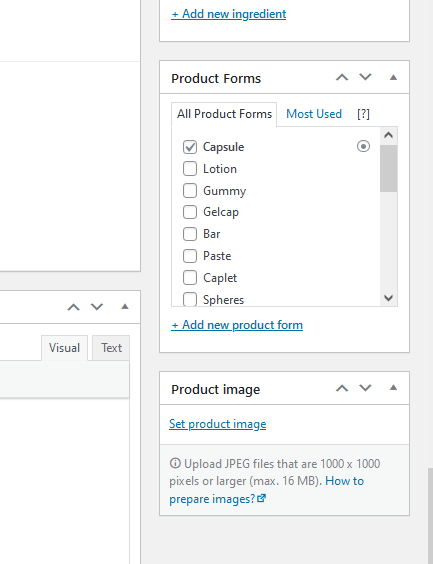 + Add new ingredient
Product Forms
All Product Forms Most Used [?]
Capsule
Lotion
Gummy
Gelcap
Bar
Paste
Caplet
Spheres
+ Add new product form
Visual Text
Product image
Set product image
Upload JPEG files that are 1000 x 1000
pixels or larger (max. 16 MB). How to
prepare images?